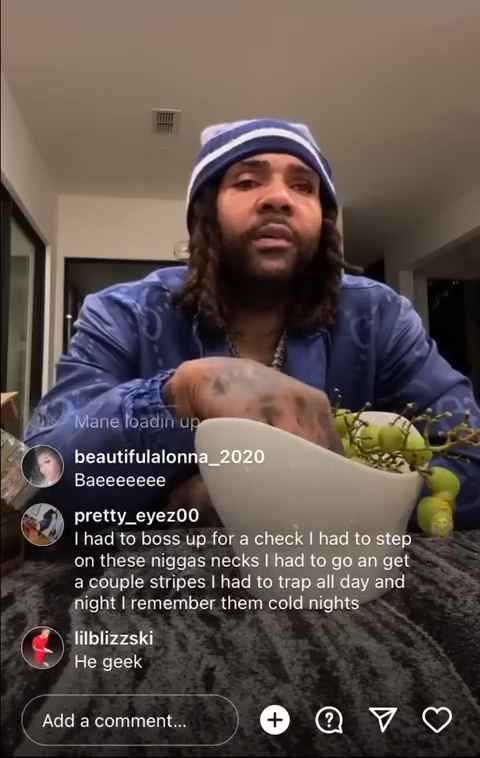 Mane loadin up
beautifulalonna_2020
Baeeeeeee
pretty_eyez00
I had to boss up for a check I had to step
on these niggas necks I had to go an get
a couple stripes I had to trap all day and
night I remember them cold nights
lilblizzski
He geek
Add a comment...